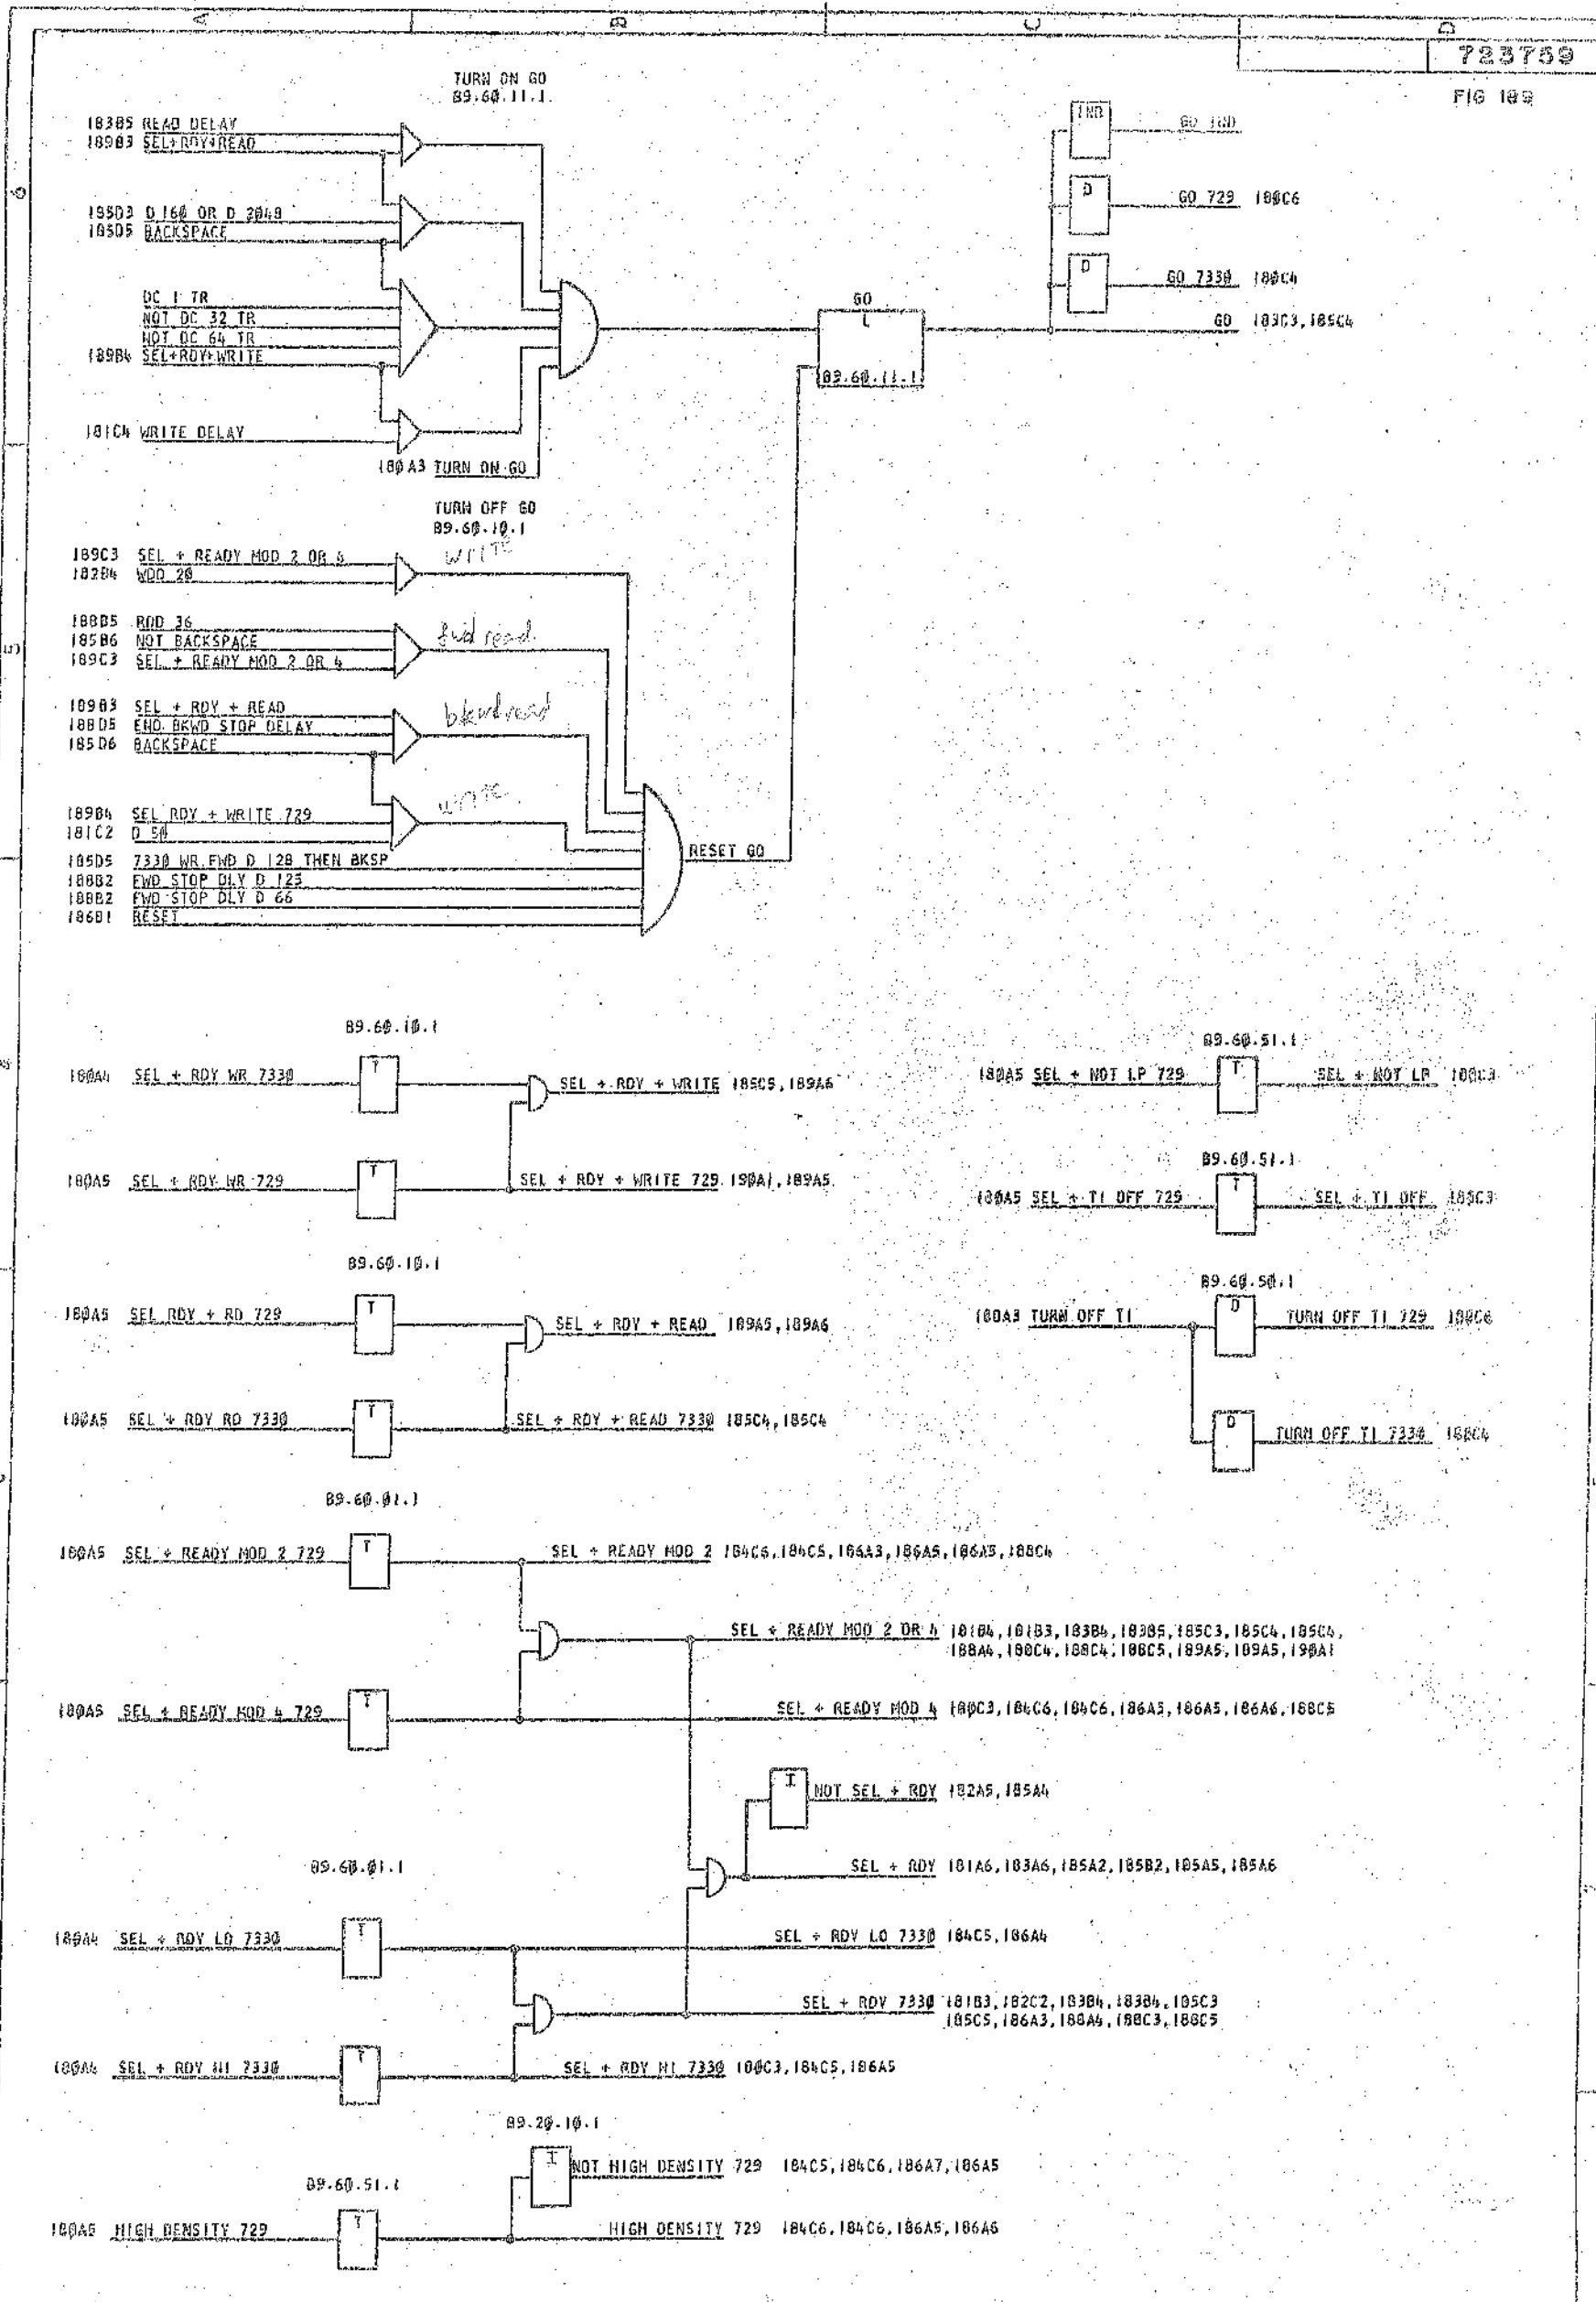 A B C D
723759
FIG 189
TURN ON GO
89.60.11.1
183B5 READ DELAY
189B3 SEL+RDY+READ
185D3 D 160 OR D 2049
185D5 BACKSPACE
DC 1 TR
NOT DC 32 TR
NOT DC 64 TR
189B4 SEL+RDY+WRITE
181C4 WRITE DELAY
180A3 TURN ON GO
IND GO IND
D GO 729 180C6
D GO 7330 180C4
GO 183C3, 185C4
GO
L
89.60.11.1
TURN OFF GO
89.60.10.1
189C3 SEL + READY MOD 2 OR 4
182B4 WDD 20
write
188B5 RDD 36
185B6 NOT BACKSPACE
189C3 SEL + READY MOD 2 OR 4
fwd read
189B3 SEL + RDY + READ
188D5 END BKWD STOP DELAY
185D6 BACKSPACE
bkwd read
189B4 SEL RDY + WRITE 729
181C2 D 50
write
185D5 7330 WR FWD D 128 THEN BKSP
188B2 FWD STOP DLY D 123
188B2 FWD STOP DLY D 66
186B1 RESET
RESET GO
89.60.10.1
180A4 SEL + RDY WR 7330 T
SEL + RDY + WRITE 185C5, 189A6
180A5 SEL + RDY WR 729 T
SEL + RDY + WRITE 729 190A1, 189A5
89.60.51.1
180A5 SEL + NOT LP 729 T SEL + NOT LP 180C3
89.60.51.1
180A5 SEL + TI OFF 729 T SEL + TI OFF 180C3
89.60.10.1
180A5 SEL RDY + RD 729 T
SEL + RDY + READ 189A5, 189A6
180A5 SEL + RDY RD 7330 T
SEL + RDY + READ 7330 185C4, 185C4
89.60.50.1
180A3 TURN OFF TI D TURN OFF TI 729 180C6
D TURN OFF TI 7330 180C4
89.60.01.1
180A5 SEL + READY MOD 2 729 T
SEL + READY MOD 2 184C6, 184C5, 186A3, 186A5, 186A5, 188C4
SEL + READY MOD 2 OR 4 181B4, 181B3, 183B4, 183B5, 185C3, 185C4, 185C4,
188A4, 188C4, 188C4, 188C5, 189A5, 189A5, 190A1
180A5 SEL + READY MOD 4 729 T
SEL + READY MOD 4 180C3, 184C6, 184C6, 186A5, 186A5, 186A6, 188C5
I NOT SEL + RDY 182A5, 185A4
SEL + RDY 181A6, 183A6, 185A2, 185B2, 185A5, 185A6
89.60.01.1
180A4 SEL + RDY LO 7330 T
SEL + RDY LO 7330 184C5, 186A4
SEL + RDY 7330 181B3, 182C2, 183B4, 183B4, 185C3
185C5, 186A3, 188A4, 188C3, 188C5
180A4 SEL + RDY HI 7330 T
SEL + RDY HI 7330 180C3, 184C5, 186A5
89.20.10.1
I NOT HIGH DENSITY 729 184C5, 184C6, 186A7, 186A5
89.60.51.1
180A5 HIGH DENSITY 729 T
HIGH DENSITY 729 184C6, 184C6, 186A5, 186A6